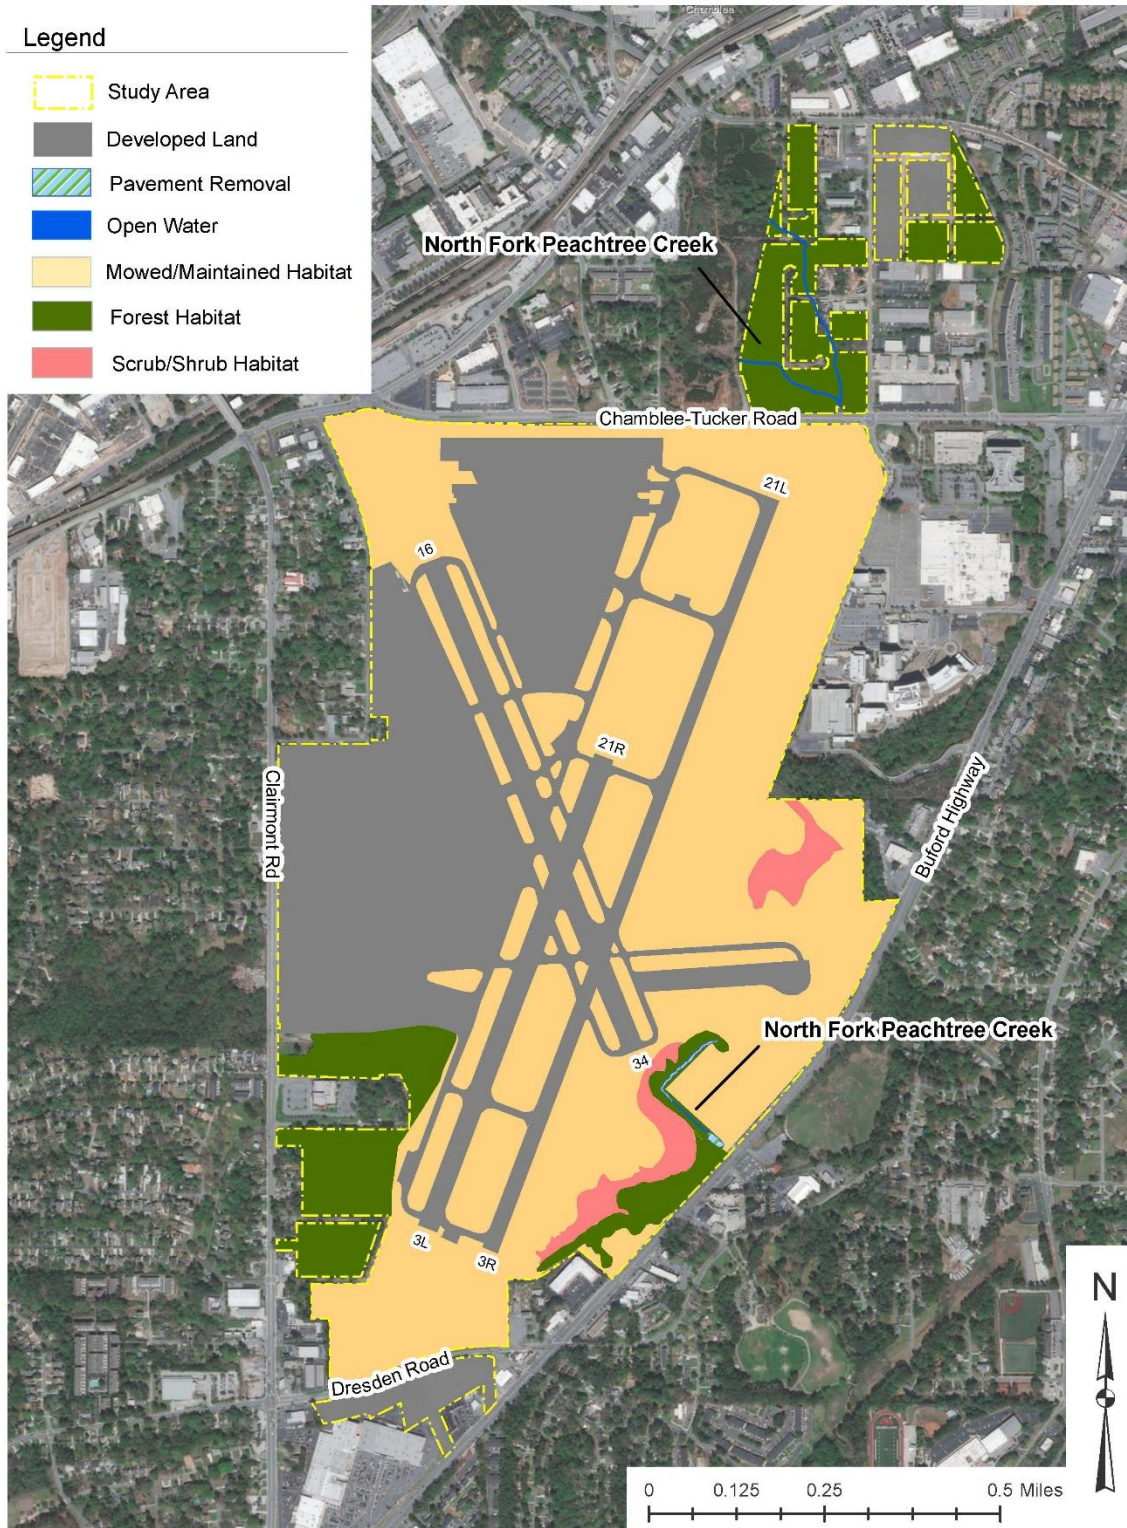 Chamblee
Legend
Study Area
Developed Land
Pavement Removal
Open Water
Mowed/Maintained Habitat
Forest Habitat
Scrub/Shrub Habitat
North Fork Peachtree Creek
Chamblee-Tucker Road
21L
16
21R
Clairmont Rd
Buford Highway
North Fork Peachtree Creek
34
3L
3R
Dresden Road
N
0 0.125 0.25 0.5 Miles